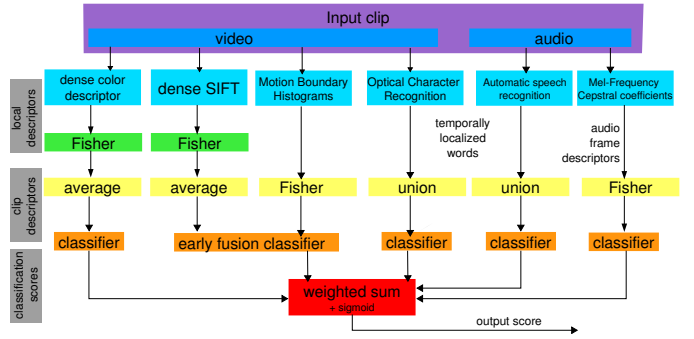 Input clip
video
audio
dense color
descriptor
dense SIFT
Motion Boundary
Histograms
Optical Character
Recognition
Automatic speech
recognition
Mel-Frequency
Cepstral coefficients
local
descriptors
Fisher
Fisher
temporally
localized
words
audio
frame
descriptors
clip
descriptors
average
average
Fisher
union
union
Fisher
classifier
early fusion classifier
classifier
classifier
classifier
classification
scores
weighted sum
+ sigmoid
output score